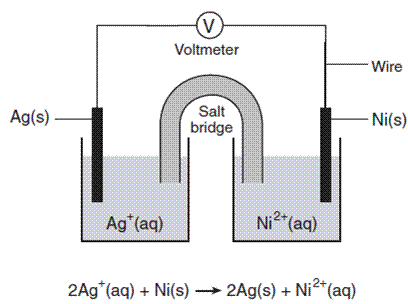 V
Voltmeter
Wire
Ag(s)
Salt
bridge
Ni(s)
Ag⁺(aq)
Ni²⁺(aq)
2Ag⁺(aq) + Ni(s) ⟶ 2Ag(s) + Ni²⁺(aq)